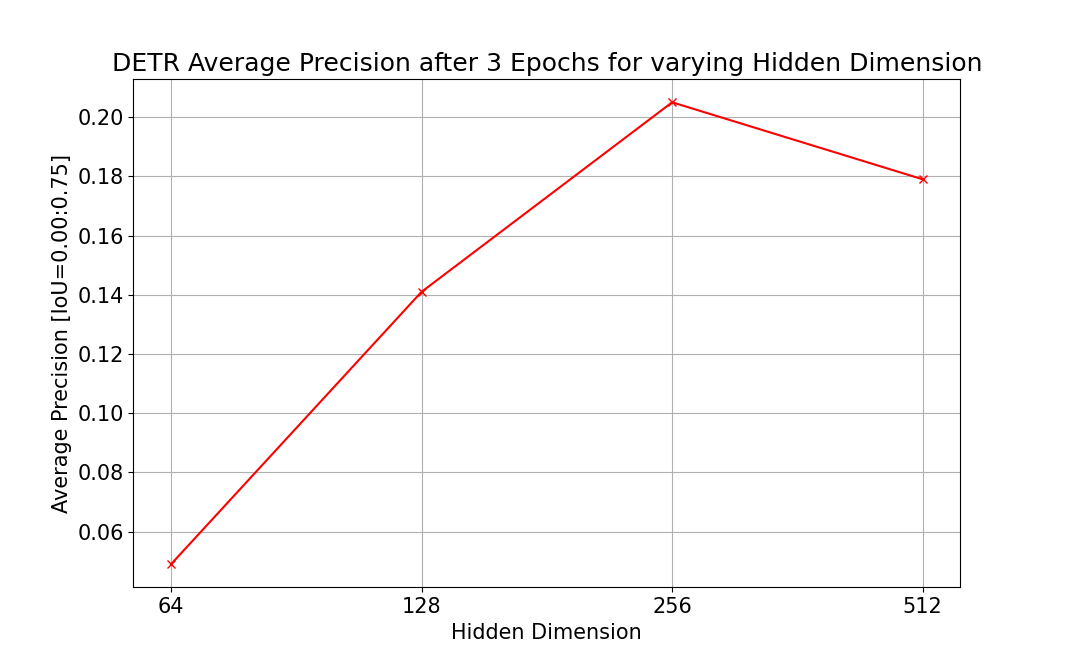 DETR Average Precision after 3 Epochs for varying Hidden Dimension
Average Precision [IoU=0.00:0.75]
0.20
0.18
0.16
0.14
0.12
0.10
0.08
0.06
64 128 256 512
Hidden Dimension